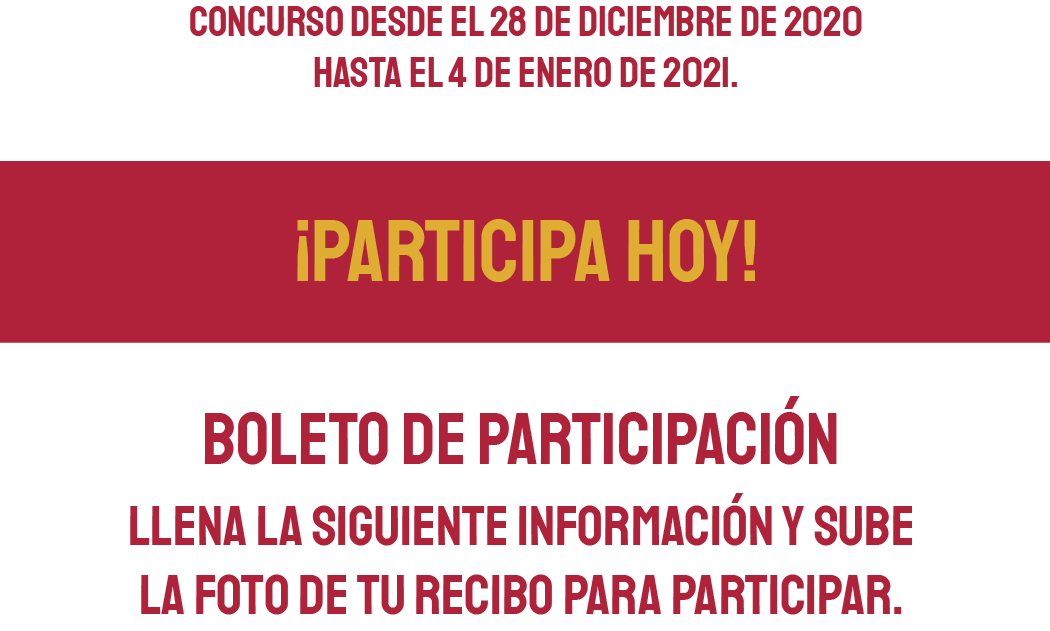 CONCURSO DESDE EL 28 DE DICIEMBRE DE 2020
HASTA EL 4 DE ENERO DE 2021.
¡PARTICIPA HOY!
BOLETO DE PARTICIPACIÓN
LLENA LA SIGUIENTE INFORMACIÓN Y SUBE
LA FOTO DE TU RECIBO PARA PARTICIPAR.